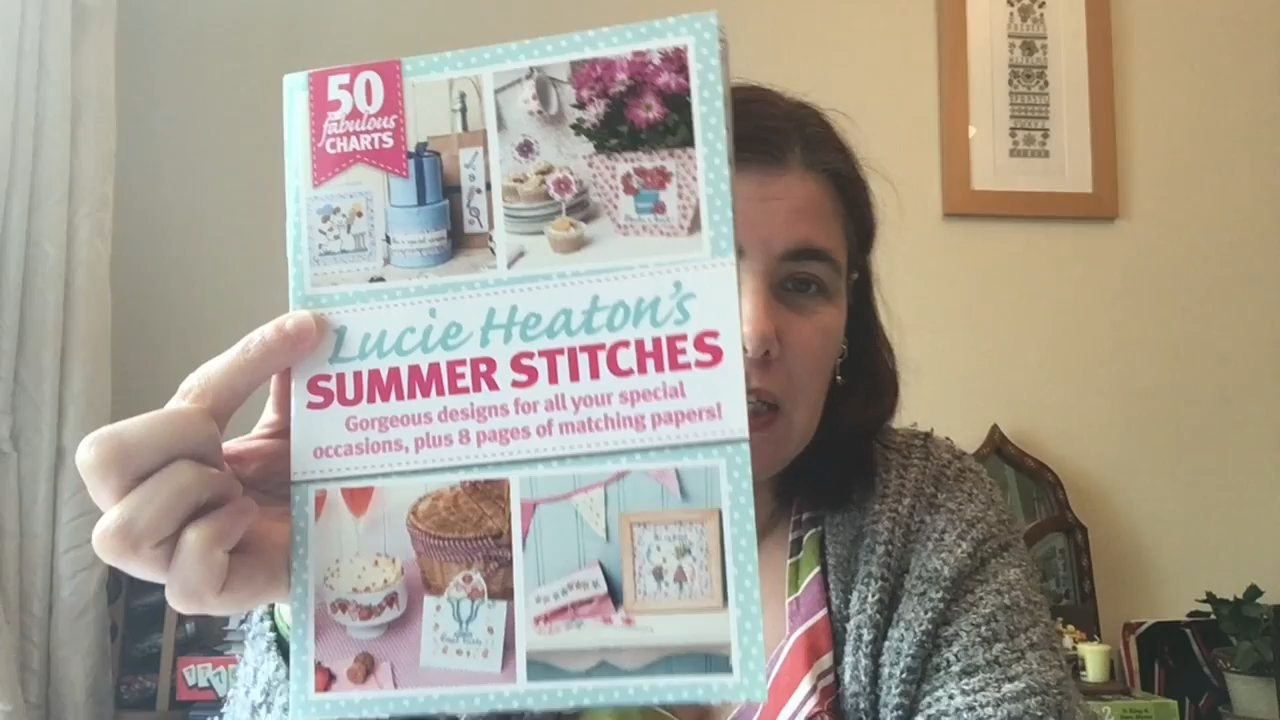 50
fabulous
CHARTS
Lucie Heaton's
SUMMER STITCHES
Gorgeous designs for all your special
occasions, plus 8 pages of matching papers!